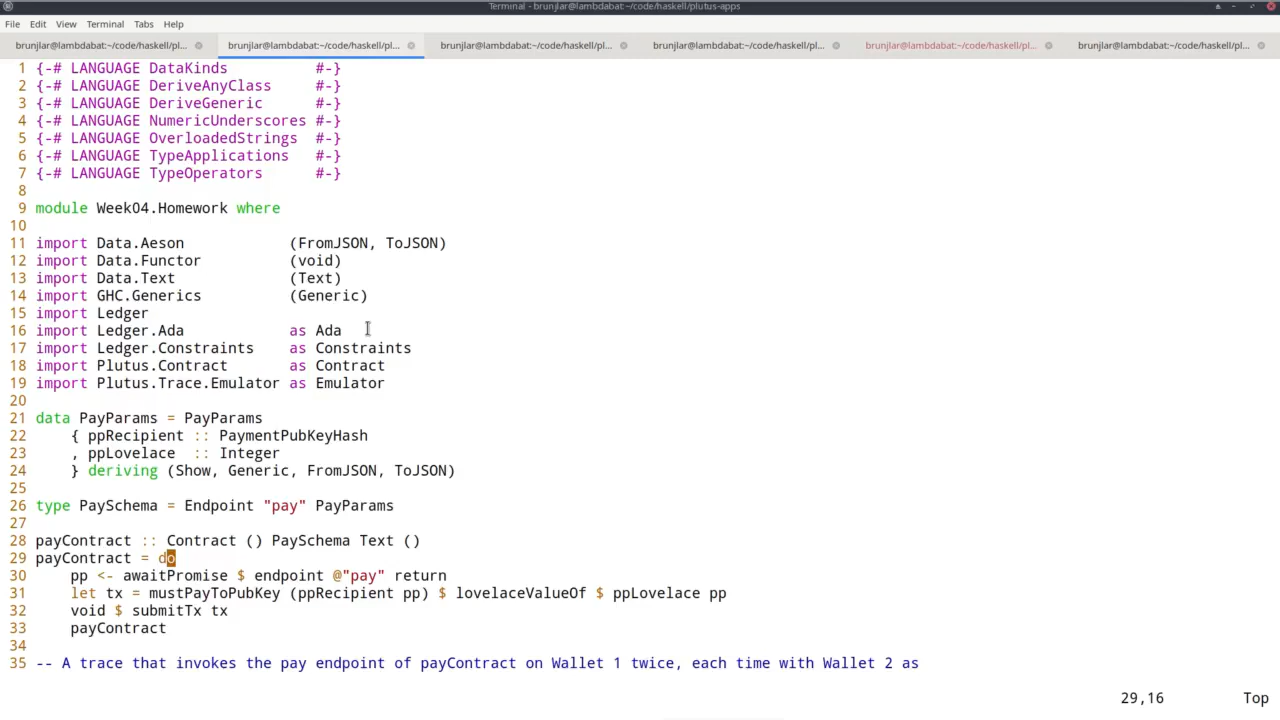 Terminal - brunjlar@lambdabat:~/code/haskell/plutus-apps
File Edit View Terminal Tabs Help
brunjlar@lambdabat:~/code/haskell/pl... brunjlar@lambdabat:~/code/haskell/pl... brunjlar@lambdabat:~/code/haskell/pl... brunjlar@lambdabat:~/code/haskell/pl... brunjlar@lambdabat:~/code/haskell/pl... brunjlar@lambdabat:~/code/haskell/pl...
1 {-# LANGUAGE DataKinds          #-}
2 {-# LANGUAGE DeriveAnyClass     #-}
3 {-# LANGUAGE DeriveGeneric      #-}
4 {-# LANGUAGE NumericUnderscores #-}
5 {-# LANGUAGE OverloadedStrings  #-}
6 {-# LANGUAGE TypeApplications   #-}
7 {-# LANGUAGE TypeOperators      #-}
8
9 module Week04.Homework where
10
11 import Data.Aeson            (FromJSON, ToJSON)
12 import Data.Functor          (void)
13 import Data.Text             (Text)
14 import GHC.Generics          (Generic)
15 import Ledger
16 import Ledger.Ada            as Ada
17 import Ledger.Constraints    as Constraints
18 import Plutus.Contract       as Contract
19 import Plutus.Trace.Emulator as Emulator
20
21 data PayParams = PayParams
22     { ppRecipient :: PaymentPubKeyHash
23     , ppLovelace  :: Integer
24     } deriving (Show, Generic, FromJSON, ToJSON)
25
26 type PaySchema = Endpoint "pay" PayParams
27
28 payContract :: Contract () PaySchema Text ()
29 payContract = do
30     pp <- awaitPromise $ endpoint @"pay" return
31     let tx = mustPayToPubKey (ppRecipient pp) $ lovelaceValueOf $ ppLovelace pp
32     void $ submitTx tx
33     payContract
34
35 -- A trace that invokes the pay endpoint of payContract on Wallet 1 twice, each time with Wallet 2 as
29,16 Top